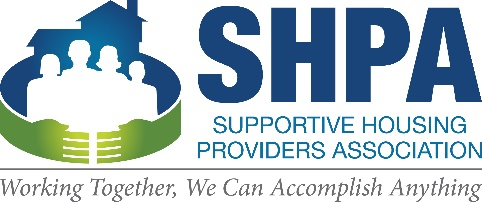 SHPA
SUPPORTIVE HOUSING
PROVIDERS ASSOCIATION
Working Together, We Can Accomplish Anything